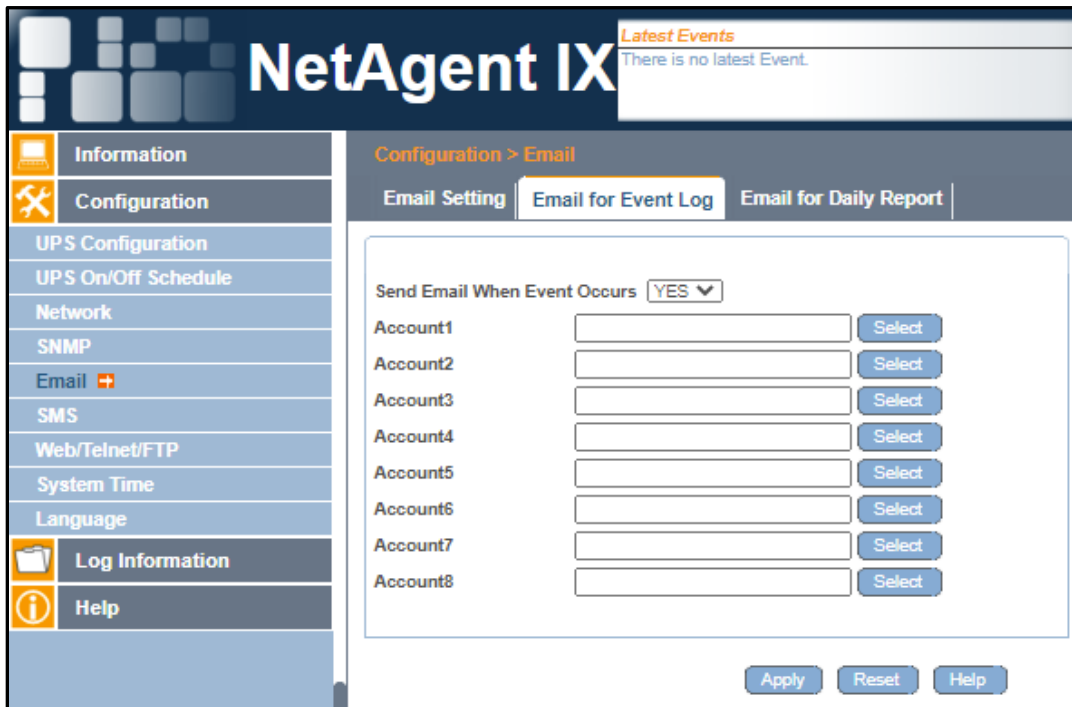 NetAgent IX
Latest Events
There is no latest Event.
Information
Configuration
UPS Configuration
UPS On/Off Schedule
Network
SNMP
Email
SMS
Web/Telnet/FTP
System Time
Language
Log Information
Help
Configuration > Email
Email Setting
Email for Event Log
Email for Daily Report
Send Email When Event Occurs YES
Account1 Select
Account2 Select
Account3 Select
Account4 Select
Account5 Select
Account6 Select
Account7 Select
Account8 Select
Apply Reset Help